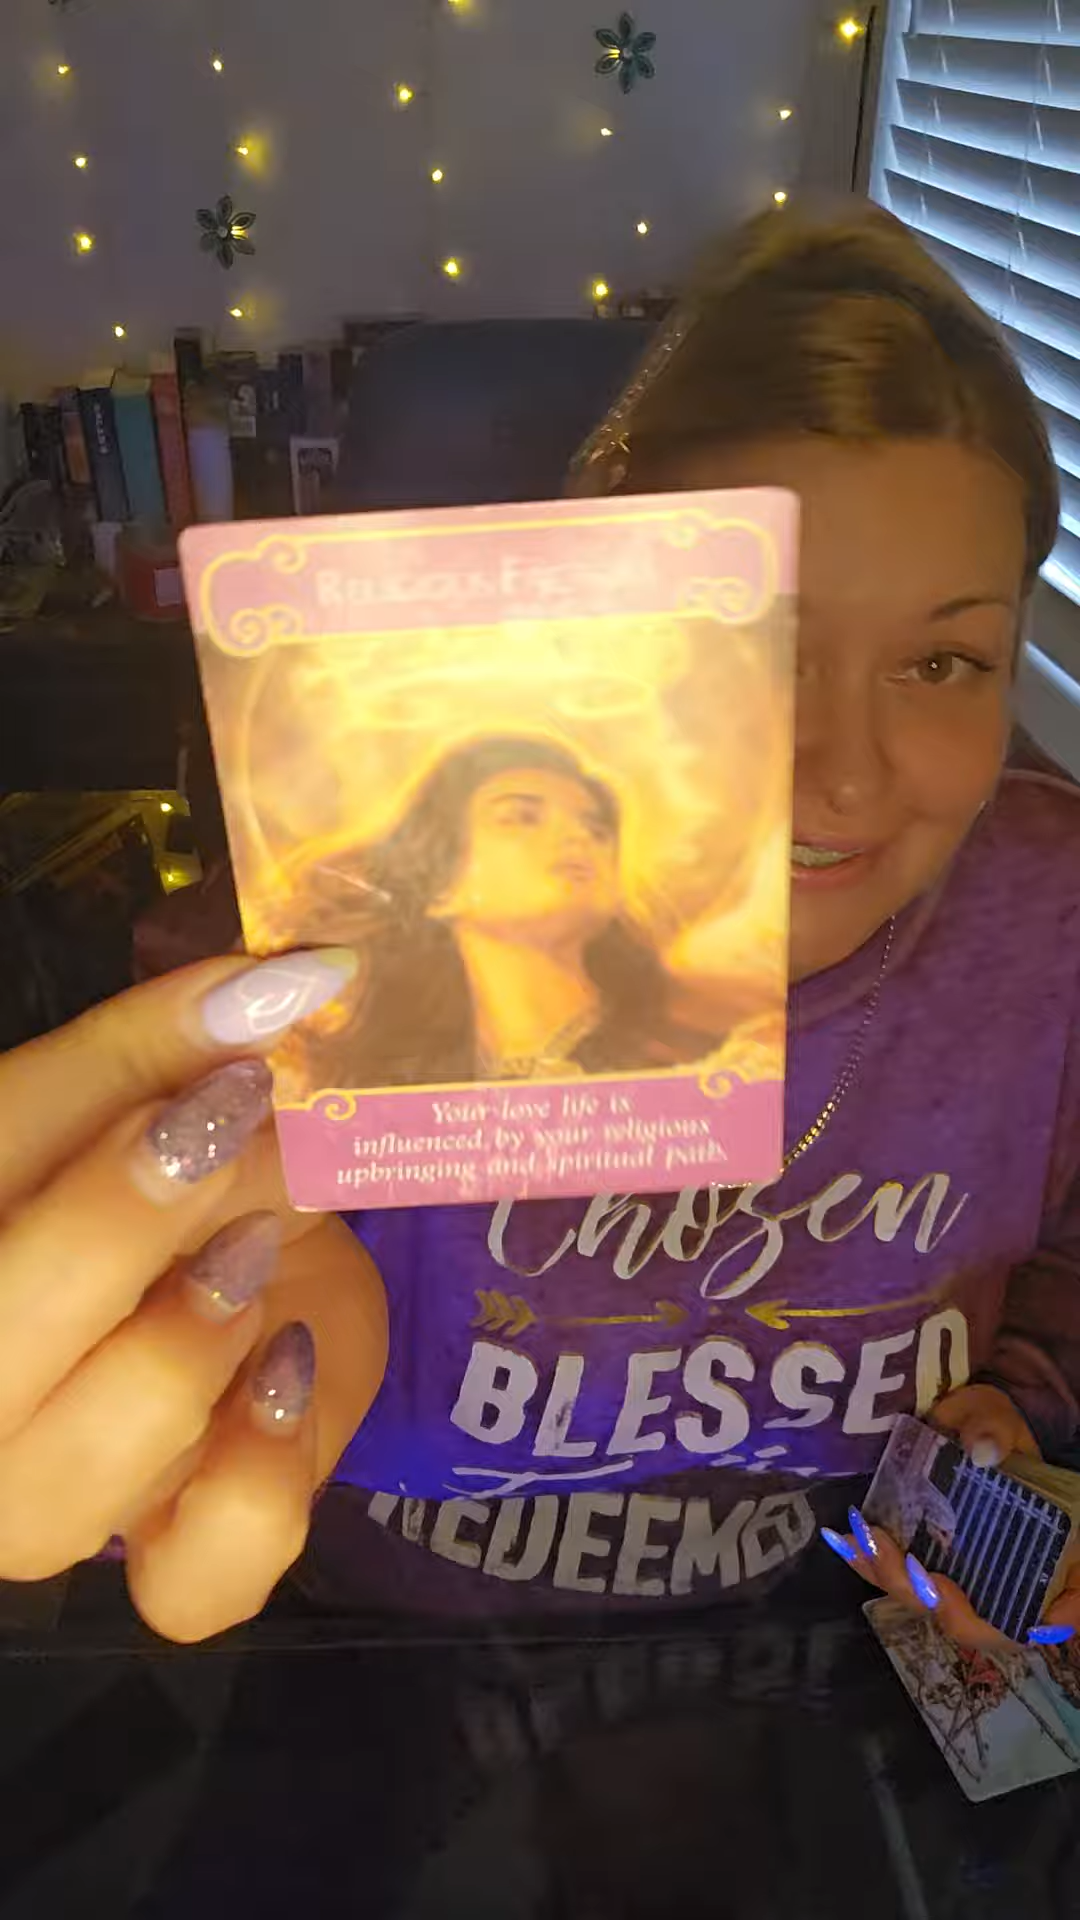 RELIGIOUS FACTORS
Your love life is
influenced by your religious
upbringing and spiritual path.
Chosen
BLESSED
REDEEMED